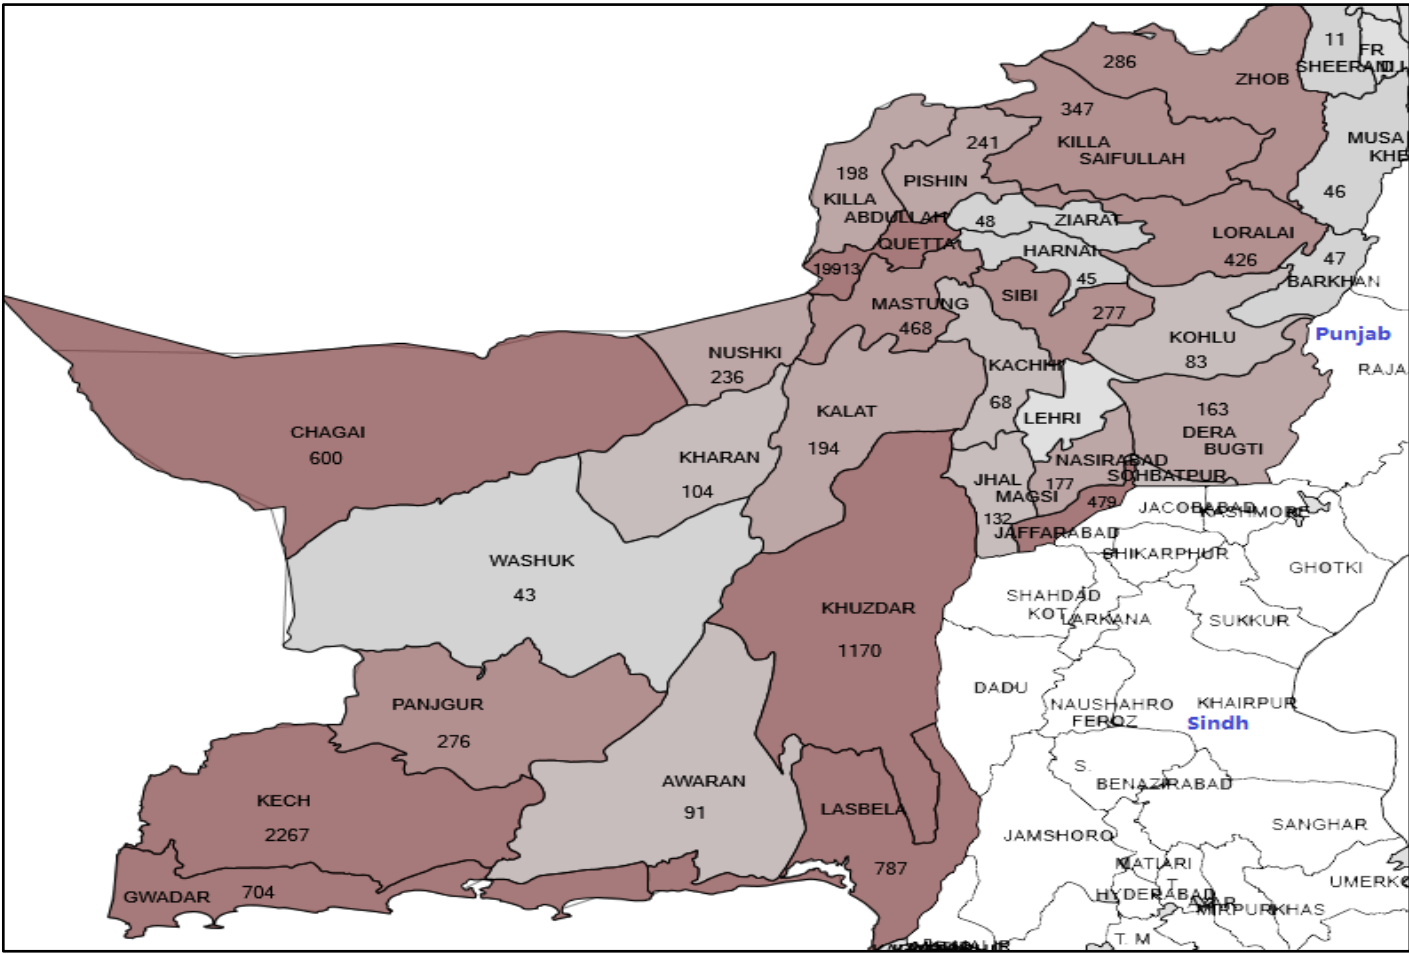 11
FR
SHEERANI
286
ZHOB
347
MUSA
KHE
KILLA
SAIFULLAH
241
198
PISHIN
46
KILLA
ABDULLAH
48
ZIARAT
LORALAI
426
QUETTA
HARNAI
47
BARKHAN
19913
45
SIBI
MASTUNG
468
277
KOHLU
83
Punjab
NUSHKI
236
KACHHI
RAJA
68
LEHRI
KALAT
194
163
DERA
BUGTI
CHAGAI
600
KHARAN
104
NASIRABAD
177
SOHBATPUR
JHAL
MAGSI
132
479
JAFFARABAD
JACOBABAD
KASHMORE
SHIKARPHUR
GHOTKI
WASHUK
43
SHAHDAD
KOT
LARKANA
SUKKUR
KHUZDAR
1170
DADU
NAUSHAHRO
FEROZ
KHAIRPUR
Sindh
PANJGUR
276
S.
BENAZIRABAD
AWARAN
91
KECH
2267
LASBELA
787
JAMSHORO
SANGHAR
MATIARI
GWADAR
704
T.
HYDERABAD
MIRPURKHAS
UMERKO
T. M